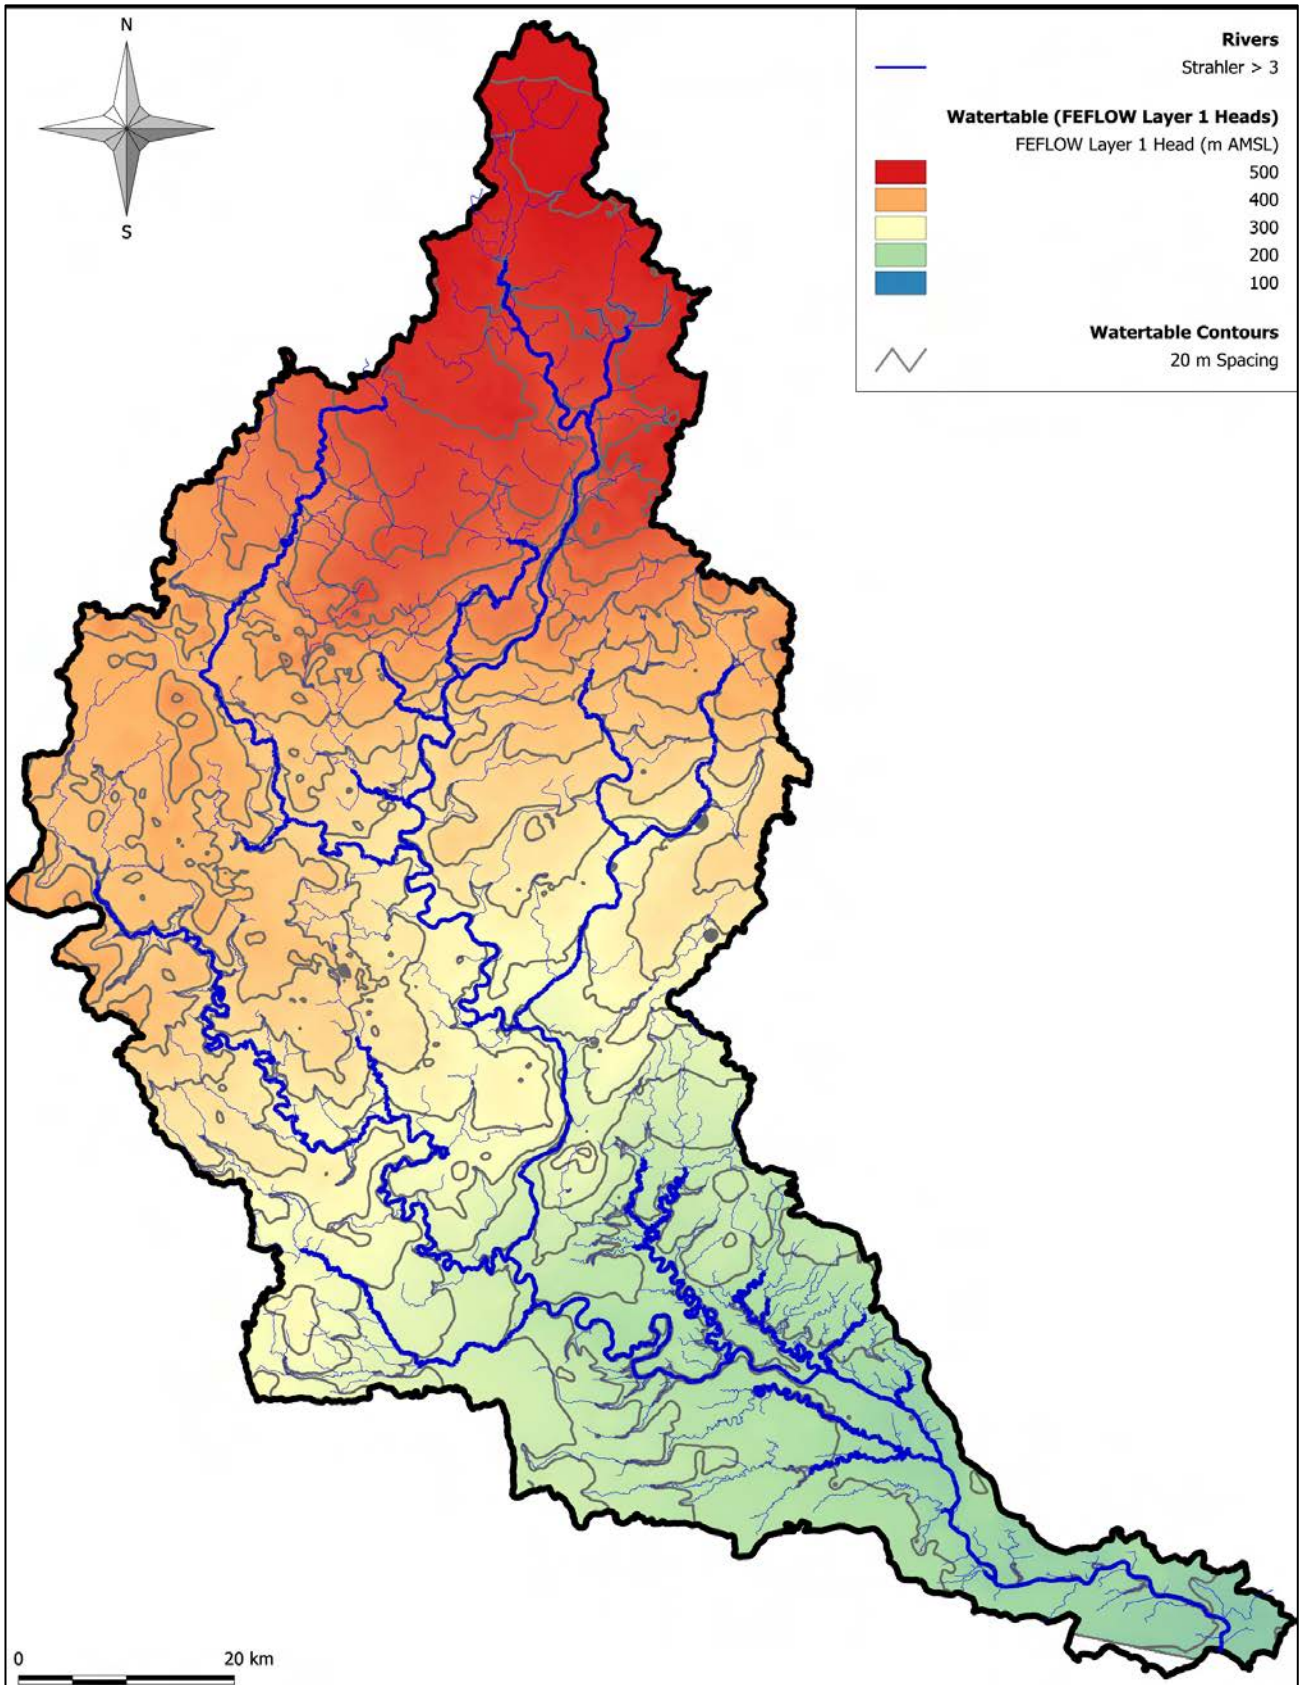 N
S
Rivers
Strahler > 3
Watertable (FEFLOW Layer 1 Heads)
FEFLOW Layer 1 Head (m AMSL)
500
400
300
200
100
Watertable Contours
20 m Spacing
0 20 km